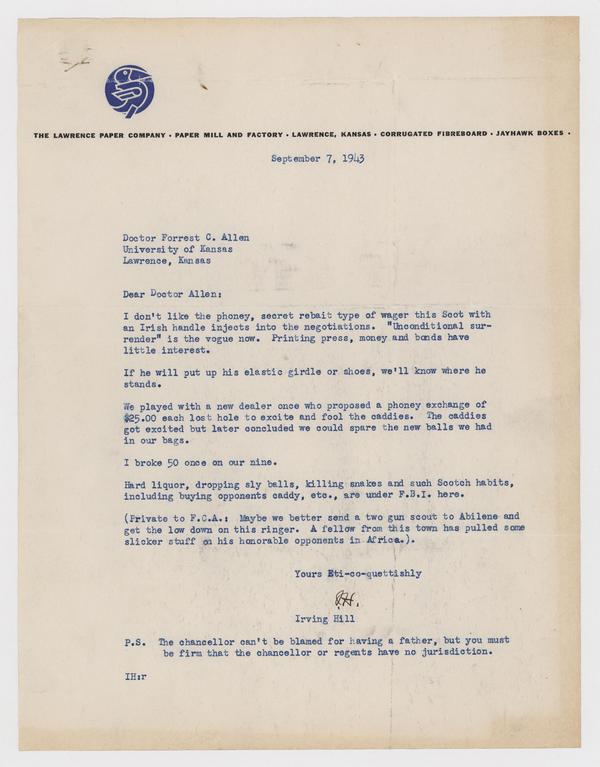 THE LAWRENCE PAPER COMPANY • PAPER MILL AND FACTORY • LAWRENCE, KANSAS • CORRUGATED FIBREBOARD • JAYHAWK BOXES •
September 7, 1943
Doctor Forrest C. Allen
University of Kansas
Lawrence, Kansas
Dear Doctor Allen:
I don't like the phoney, secret rebait type of wager this Scot with
an Irish handle injects into the negotiations. "Unconditional sur-
render" is the vogue now. Printing press, money and bonds have
little interest.
If he will put up his elastic girdle or shoes, we'll know where he
stands.
We played with a new dealer once who proposed a phoney exchange of
$25.00 each lost hole to excite and fool the caddies. The caddies
got excited but later concluded we could spare the new balls we had
in our bags.
I broke 50 once on our nine.
Hard liquor, dropping sly balls, killing snakes and such Scotch habits,
including buying opponents caddy, etc., are under F.B.I. here.
(Private to F.C.A.: Maybe we better send a two gun scout to Abilene and
get the low down on this ringer. A fellow from this town has pulled some
slicker stuff on his honorable opponents in Africa.).
Yours Eti-co-quettishly
I.H.
Irving Hill
P.S. The chancellor can't be blamed for having a father, but you must
be firm that the chancellor or regents have no jurisdiction.
IH:r